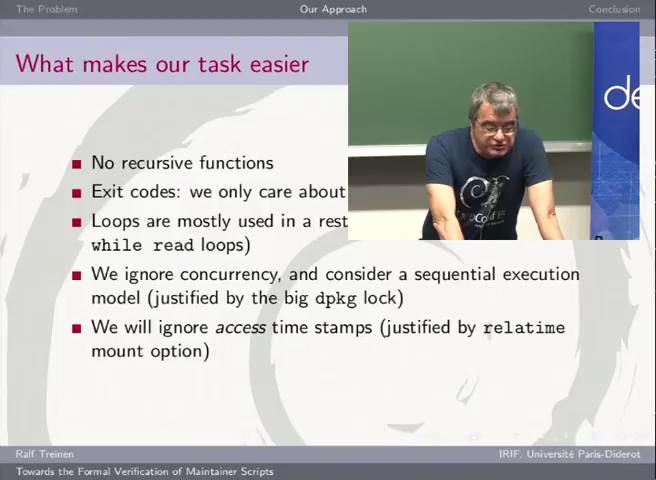 The Problem
Our Approach
Conclusion
What makes our task easier
de
No recursive functions
Exit codes: we only care about
Loops are mostly used in a rest
while read loops)
We ignore concurrency, and consider a sequential execution
model (justified by the big dpkg lock)
We will ignore access time stamps (justified by relatime
mount option)
Ralf Treinen
IRIF, Université Paris-Diderot
Towards the Formal Verification of Maintainer Scripts